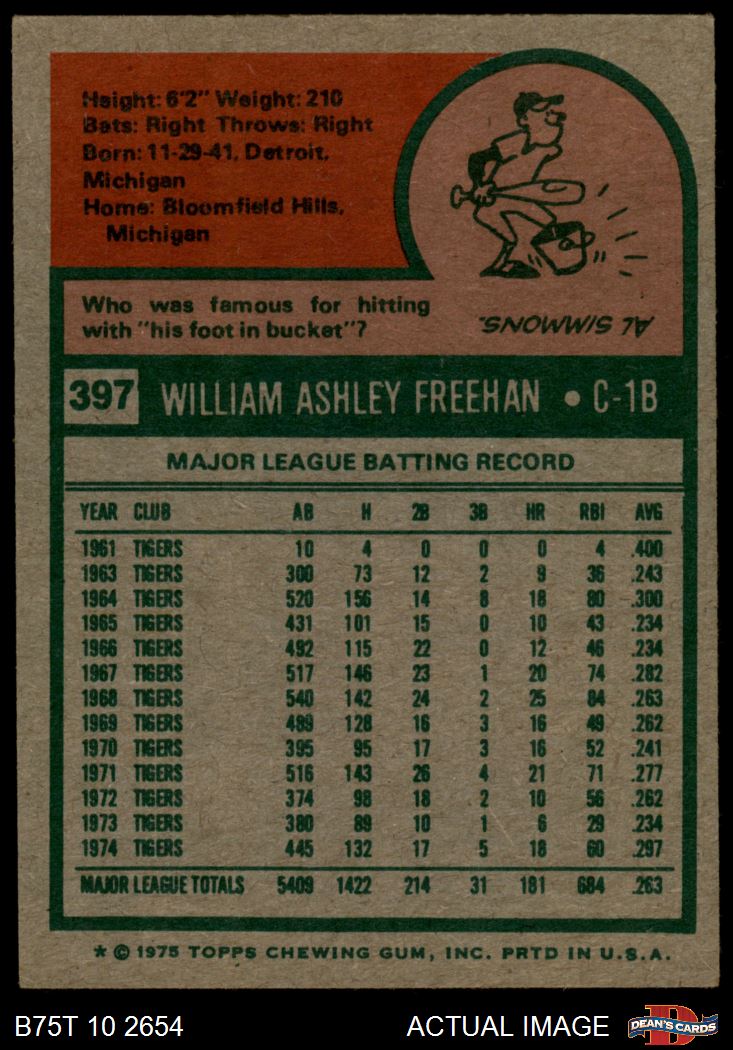 Height: 6'2" Weight: 210
Bats: Right Throws: Right
Born: 11-29-41, Detroit,
Michigan
Home: Bloomfield Hills,
Michigan
Who was famous for hitting
with "his foot in bucket"?
AL SIMMONS.
397 WILLIAM ASHLEY FREEHAN • C-1B
MAJOR LEAGUE BATTING RECORD
YEAR CLUB AB H 2B 3B HR RBI AVG
1961 TIGERS 10 4 0 0 0 4 .400
1963 TIGERS 300 73 12 2 9 36 .243
1964 TIGERS 520 156 14 8 18 80 .300
1965 TIGERS 431 101 15 0 10 43 .234
1966 TIGERS 492 115 22 0 12 46 .234
1967 TIGERS 517 146 23 1 20 74 .282
1968 TIGERS 540 142 24 2 25 84 .263
1969 TIGERS 489 128 16 3 16 49 .262
1970 TIGERS 395 95 17 3 16 52 .241
1971 TIGERS 516 143 26 4 21 71 .277
1972 TIGERS 374 98 18 2 10 56 .262
1973 TIGERS 380 89 10 1 6 29 .234
1974 TIGERS 445 132 17 5 18 60 .297
MAJOR LEAGUE TOTALS 5409 1422 214 31 181 684 .263
* © 1975 TOPPS CHEWING GUM, INC. PRTD IN U.S.A.
B75T 10 2654 ACTUAL IMAGE DEAN'S CARDS